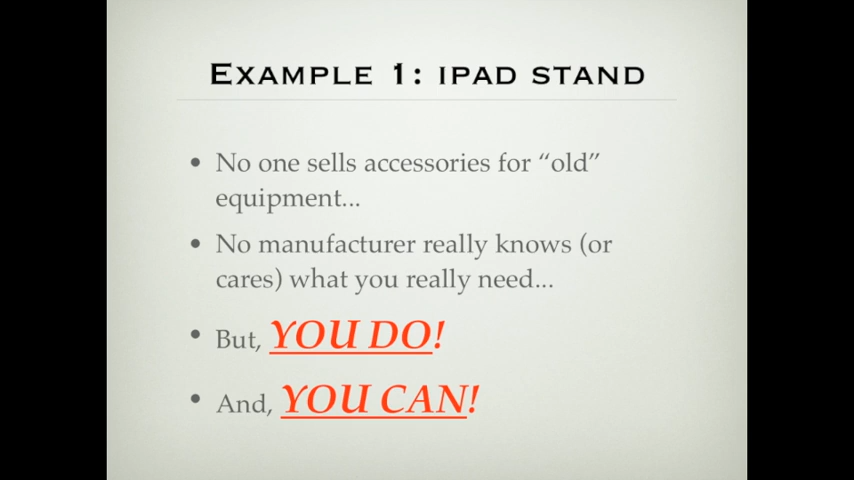 EXAMPLE 1: IPAD STAND
• No one sells accessories for “old”
equipment...
• No manufacturer really knows (or
cares) what you really need...
• But, YOU DO!
• And, YOU CAN!